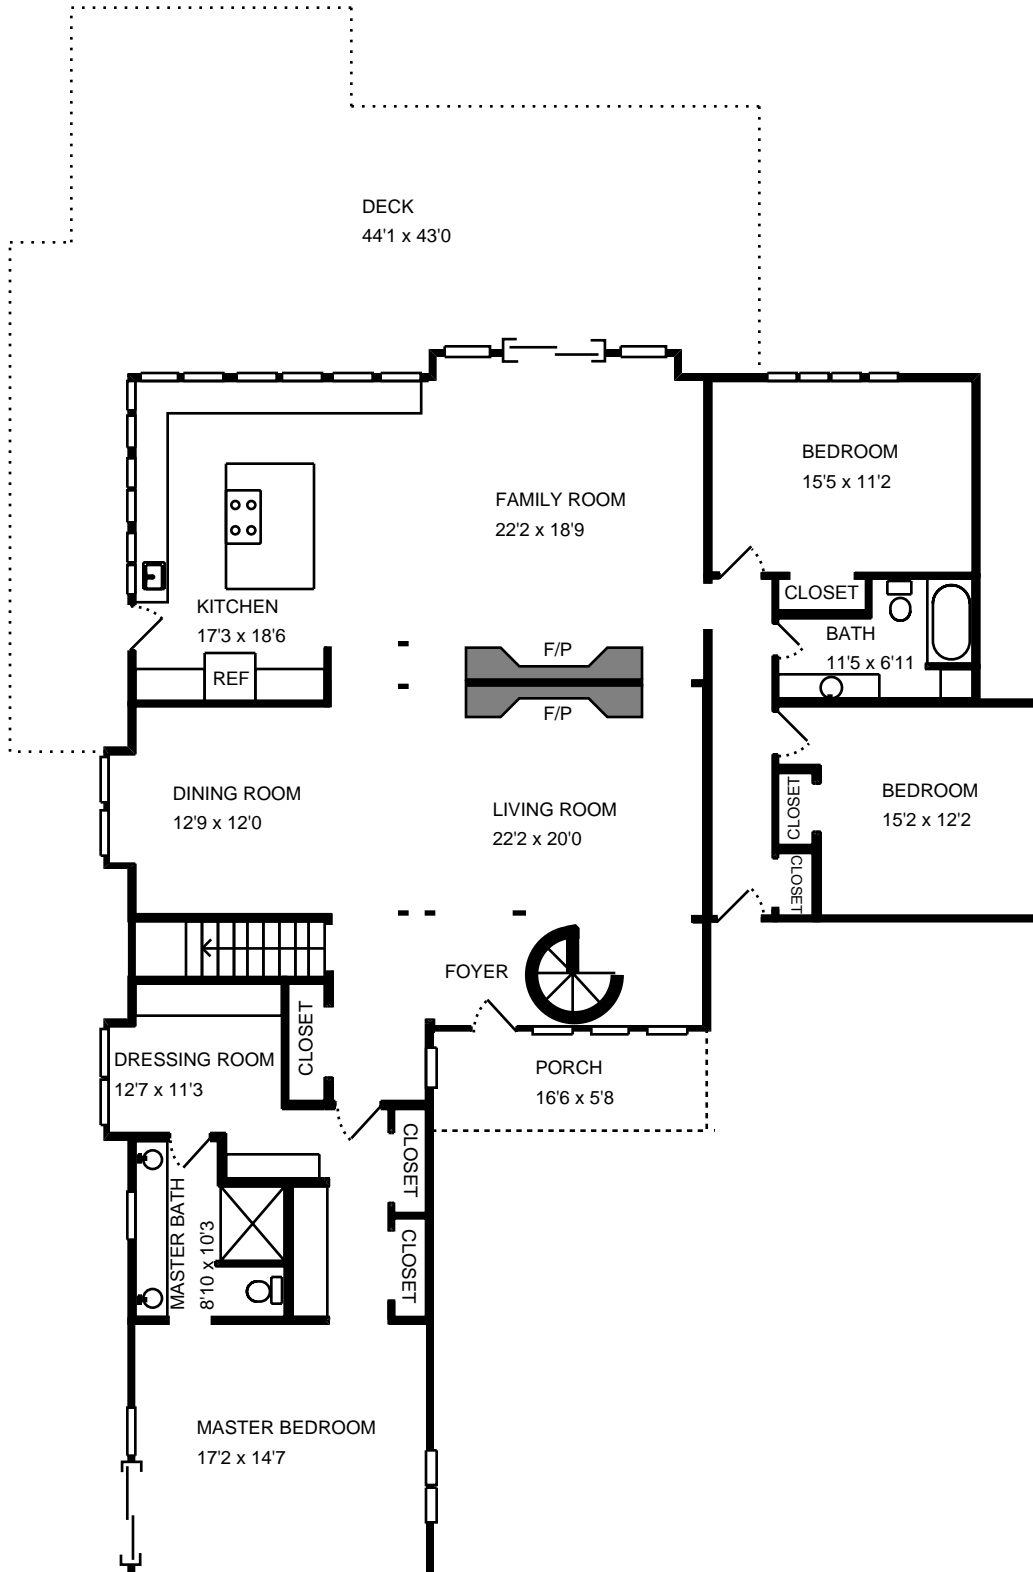 DECK
44'1 x 43'0
BEDROOM
15'5 x 11'2
FAMILY ROOM
22'2 x 18'9
CLOSET
KITCHEN
17'3 x 18'6
BATH
11'5 x 6'11
F/P
REF
F/P
DINING ROOM
12'9 x 12'0
LIVING ROOM
22'2 x 20'0
CLOSET
BEDROOM
15'2 x 12'2
CLOSET
FOYER
CLOSET
DRESSING ROOM
12'7 x 11'3
PORCH
16'6 x 5'8
CLOSET
MASTER BATH
8'10 x 10'3
CLOSET
MASTER BEDROOM
17'2 x 14'7